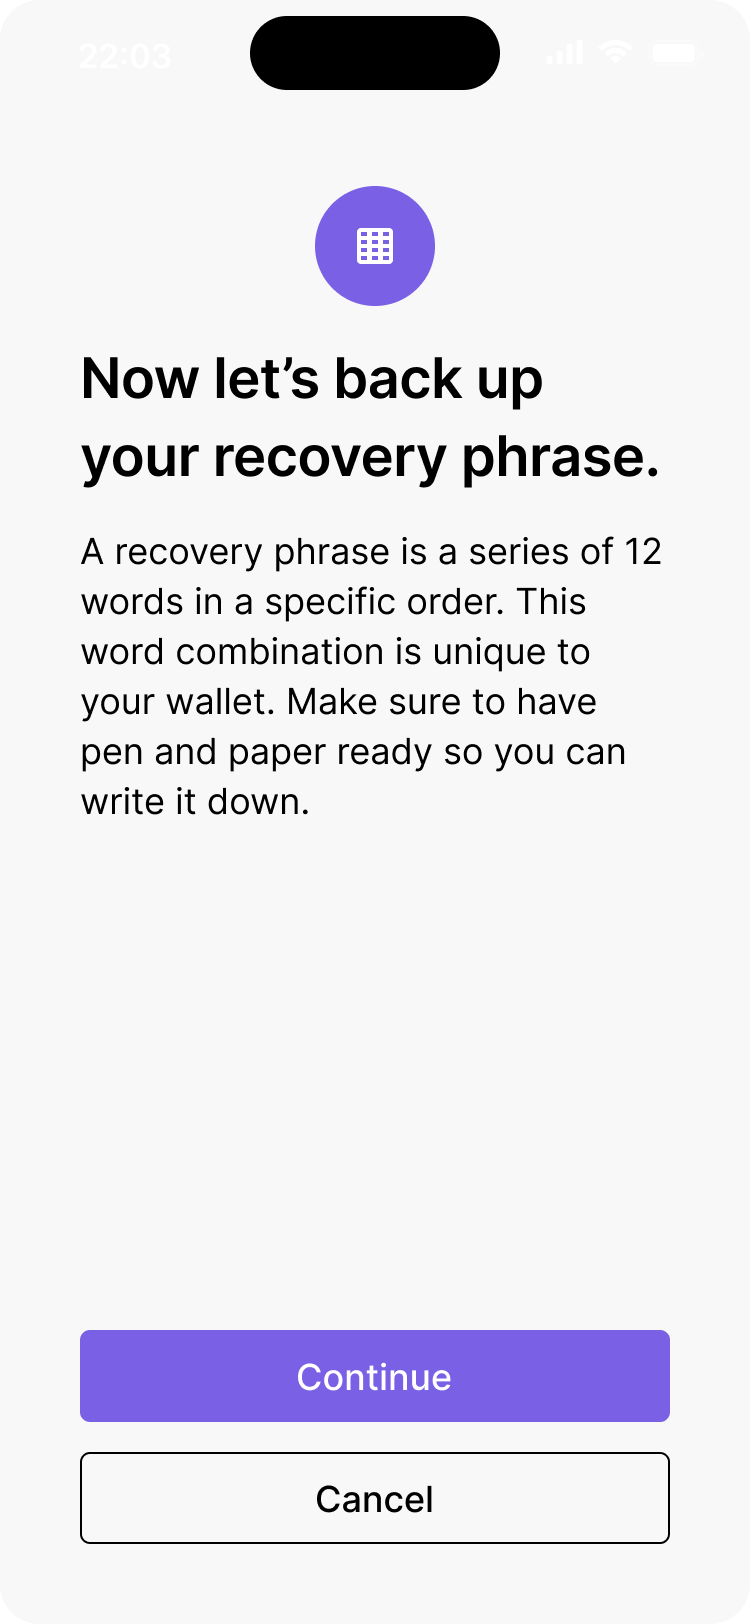 22:03
Now let’s back up
your recovery phrase.
A recovery phrase is a series of 12
words in a specific order. This
word combination is unique to
your wallet. Make sure to have
pen and paper ready so you can
write it down.
Continue
Cancel